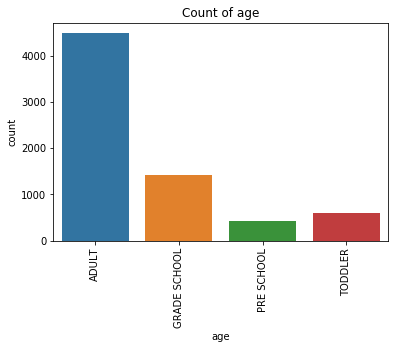 Count of age
count
4000
3000
2000
1000
0
ADULT
GRADE SCHOOL
PRE SCHOOL
TODDLER
age